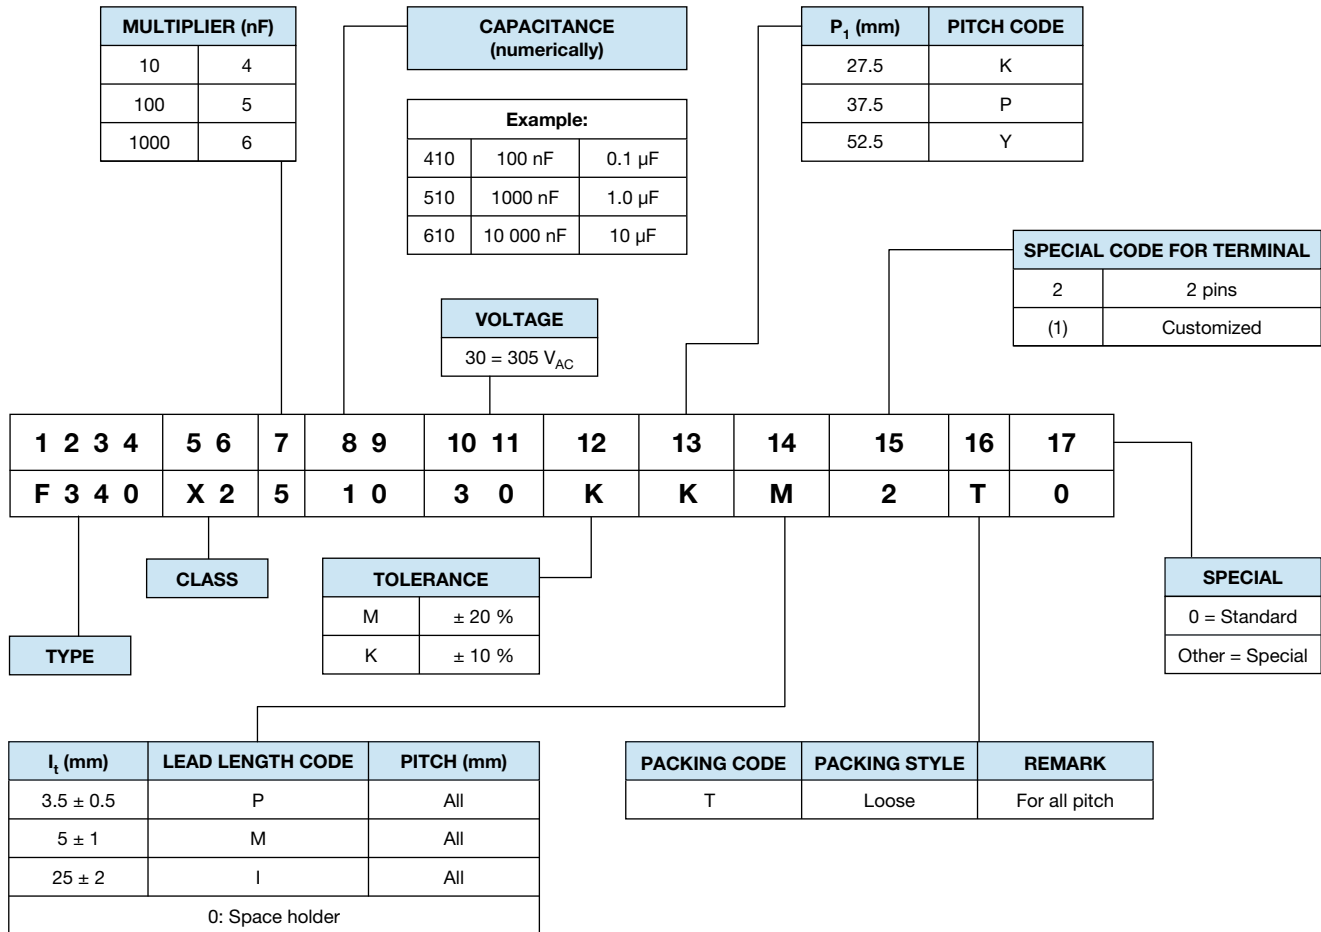 MULTIPLIER (nF)
10 4
100 5
1000 6
CAPACITANCE
(numerically)
Example:
410 100 nF 0.1 µF
510 1000 nF 1.0 µF
610 10 000 nF 10 µF
P1 (mm) PITCH CODE
27.5 K
37.5 P
52.5 Y
SPECIAL CODE FOR TERMINAL
2 2 pins
(1) Customized
VOLTAGE
30 = 305 VAC
1 2 3 4 5 6 7 8 9 10 11 12 13 14 15 16 17
F 3 4 0 X 2 5 1 0 3 0 K K M 2 T 0
TYPE
CLASS
TOLERANCE
M ± 20 %
K ± 10 %
SPECIAL
0 = Standard
Other = Special
It (mm) LEAD LENGTH CODE PITCH (mm)
3.5 ± 0.5 P All
5 ± 1 M All
25 ± 2 I All
0: Space holder
PACKING CODE PACKING STYLE REMARK
T Loose For all pitch